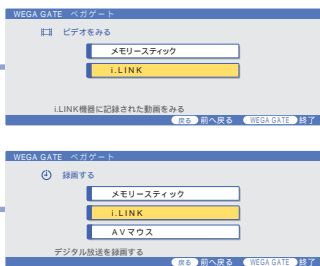 WEGA GATE ベガゲート
ビデオをみる
メモリースティック
i.LINK
i.LINK機器に記録された動画をみる
戻る 前へ戻る WEGA GATE 終了
WEGA GATE ベガゲート
録画する
メモリースティック
i.LINK
AVマウス
デジタル放送を録画する
戻る 前へ戻る WEGA GATE 終了